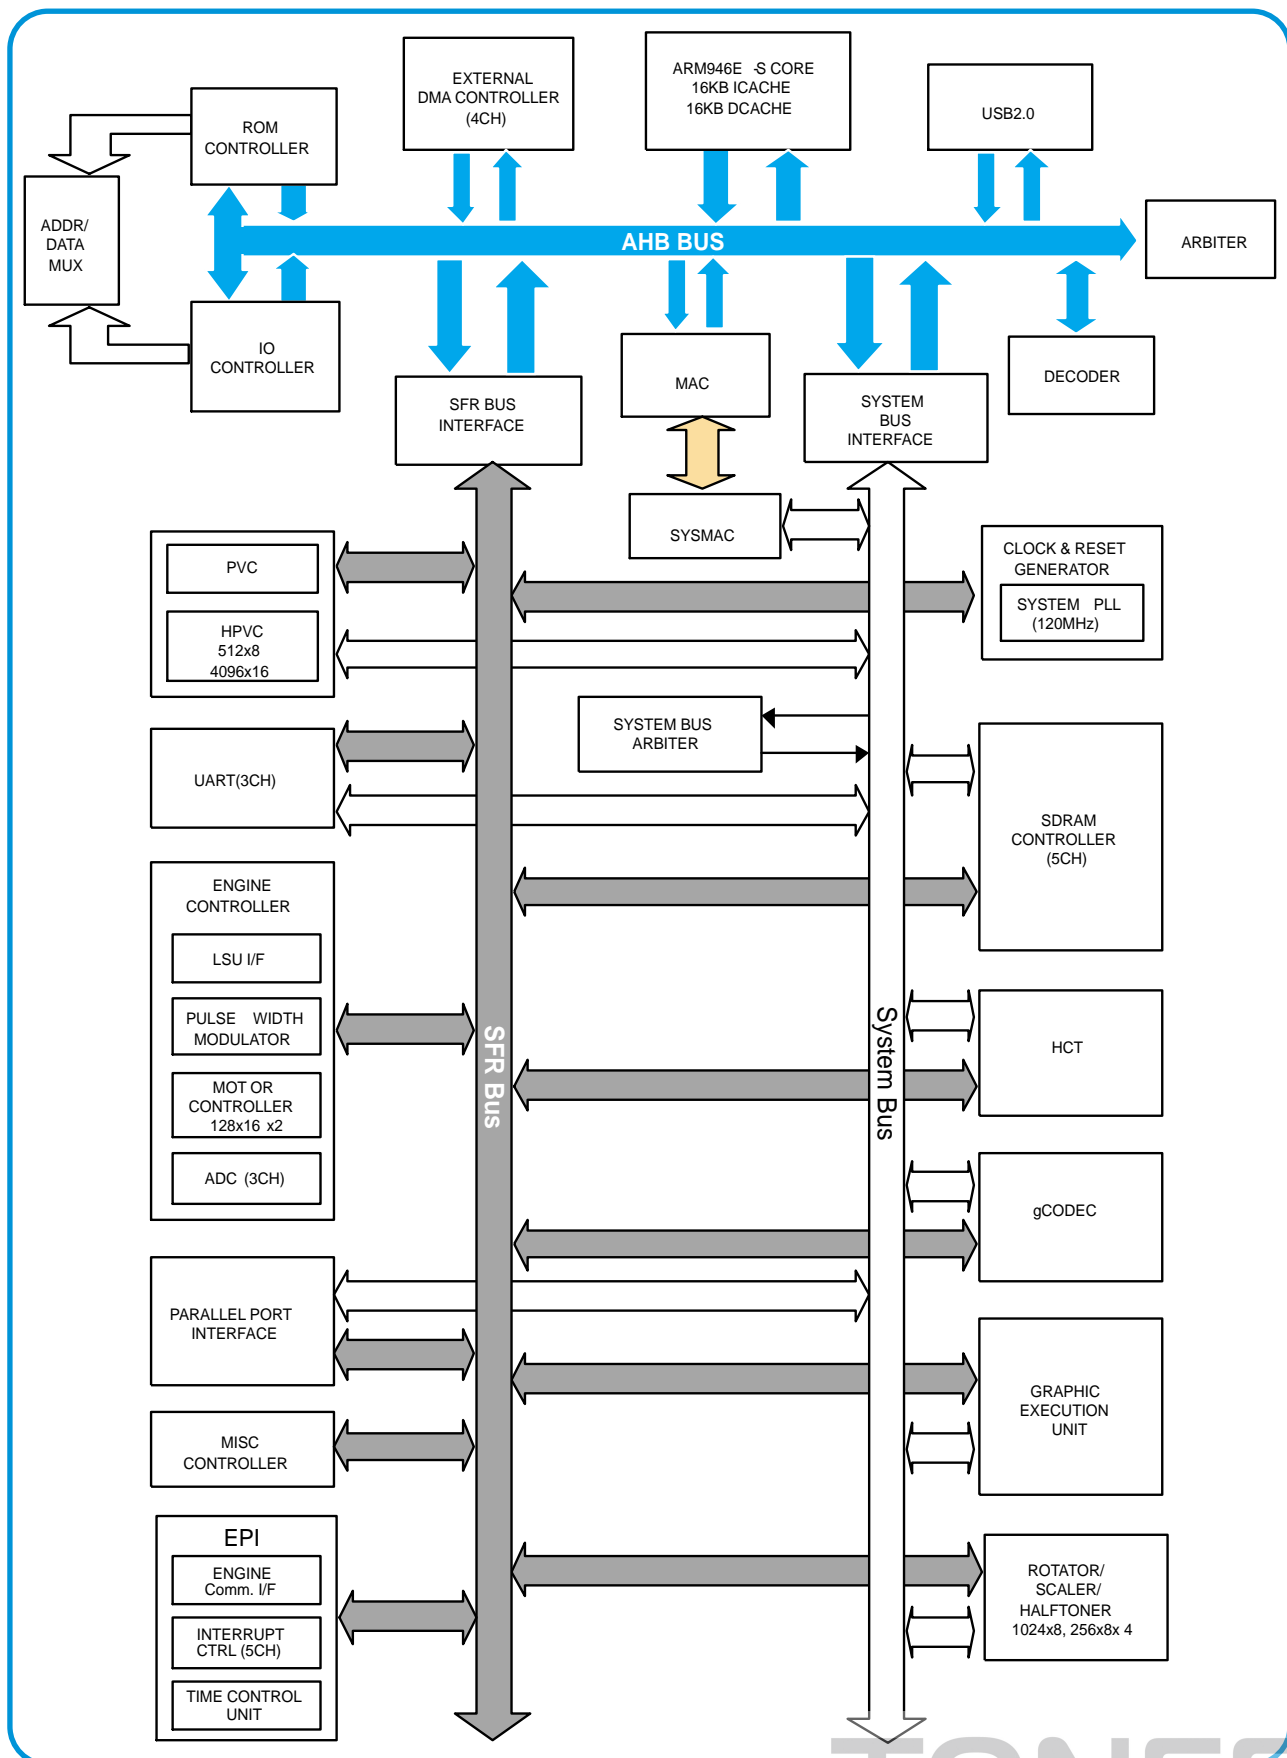 EXTERNAL
DMA CONTROLLER
(4CH)
ARM946E -S CORE
16KB ICACHE
16KB DCACHE
USB2.0
ROM
CONTROLLER
ADDR/
DATA
MUX
AHB BUS
ARBITER
IO
CONTROLLER
SFR BUS
INTERFACE
MAC
SYSTEM
BUS
INTERFACE
DECODER
SYSMAC
PVC
HPVC
512x8
4096x16
CLOCK & RESET
GENERATOR
SYSTEM PLL
(120MHz)
SYSTEM BUS
ARBITER
UART(3CH)
SDRAM
CONTROLLER
(5CH)
ENGINE
CONTROLLER
LSU I/F
PULSE WIDTH
MODULATOR
MOT OR
CONTROLLER
128x16 x2
ADC (3CH)
SFR Bus
System Bus
HCT
gCODEC
PARALLEL PORT
INTERFACE
GRAPHIC
EXECUTION
UNIT
MISC
CONTROLLER
EPI
ENGINE
Comm. I/F
INTERRUPT
CTRL (5CH)
TIME CONTROL
UNIT
ROTATOR/
SCALER/
HALFTONER
1024x8, 256x8x 4